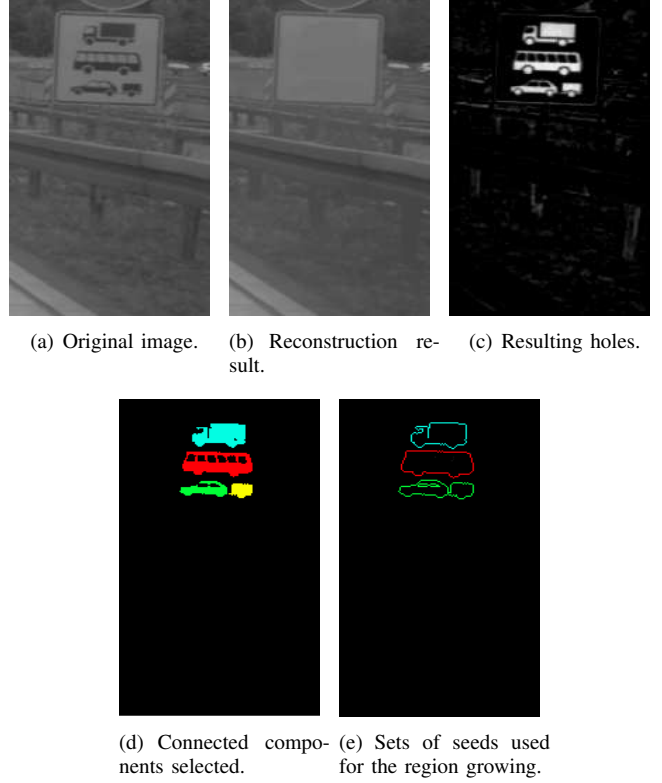 (a) Original image.
(b) Reconstruction re-
sult.
(c) Resulting holes.
(d) Connected compo-
nents selected.
(e) Sets of seeds used
for the region growing.